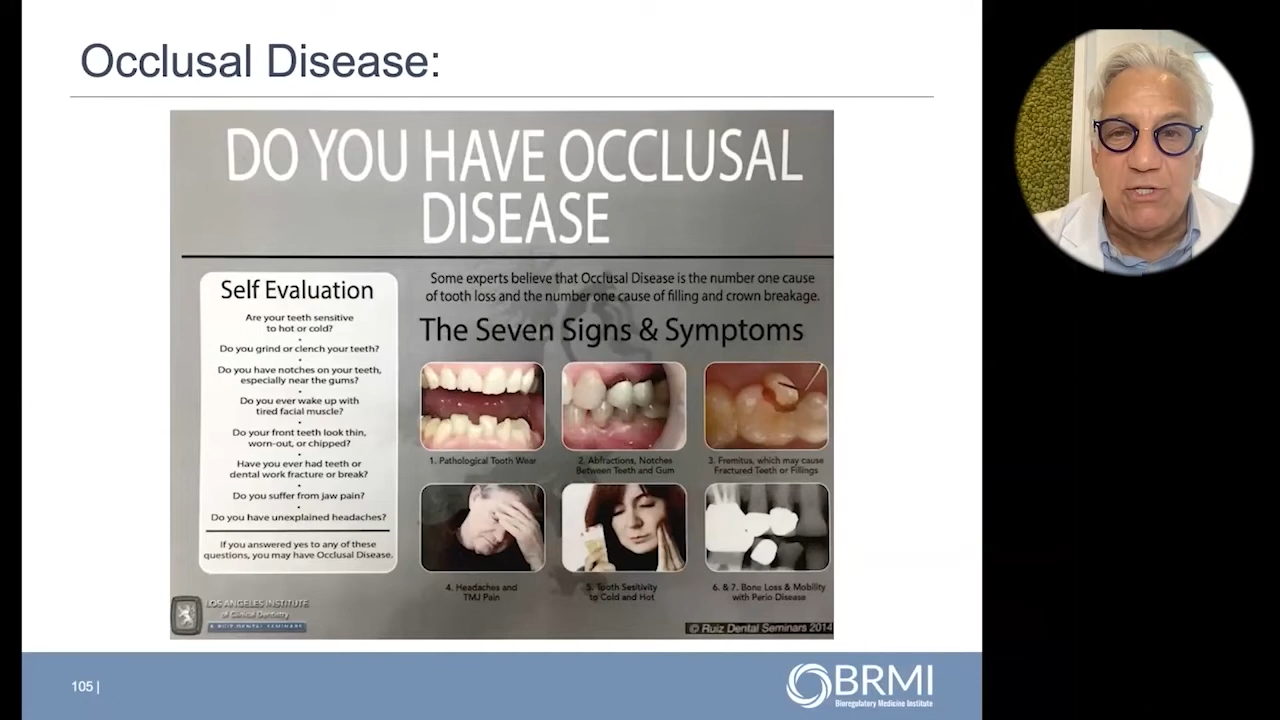 Occlusal Disease:
DO YOU HAVE OCCLUSAL
DISEASE
Self Evaluation
Are your teeth sensitive
to hot or cold?
•
Do you grind or clench your teeth?
•
Do you have notches on your teeth,
especially near the gums?
•
Do you ever wake up with
tired facial muscle?
•
Do your front teeth look thin,
worn-out, or chipped?
•
Have you ever had teeth or
dental work fracture or break?
•
Do you suffer from jaw pain?
•
Do you have unexplained headaches?
If you answered yes to any of these
questions, you may have Occlusal Disease.
Some experts believe that Occlusal Disease is the number one cause
of tooth loss and the number one cause of filling and crown breakage.
The Seven Signs & Symptoms
1. Pathological Tooth Wear
2. Abfractions, Notches
Between Teeth and Gum
3. Fremitus, which may cause
Fractured Teeth or Fillings
4. Headaches and
TMJ Pain
5. Tooth Sesitivity
to Cold and Hot
6. & 7. Bone Loss & Mobility
with Perio Disease
LOS ANGELES INSTITUTE
of Clinical Dentistry
A RUIZ DENTAL SEMINARS
© Ruiz Dental Seminars 2014
105 |
BRMI
Bioregulatory Medicine Institute